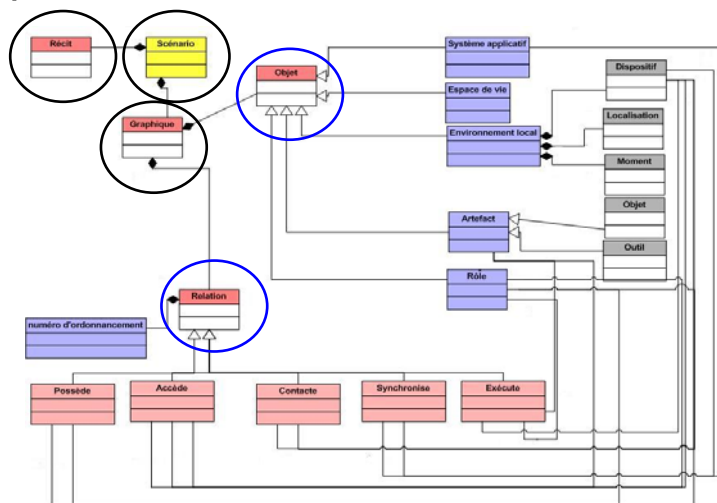 Récit
Scénario
Objet
Système applicatif
Dispositif
Espace de vie
Graphique
Environnement local
Localisation
Moment
Artefact
Objet
Outil
Rôle
Relation
numéro d'ordonnancement
Possède
Accède
Contacte
Synchronise
Exécute